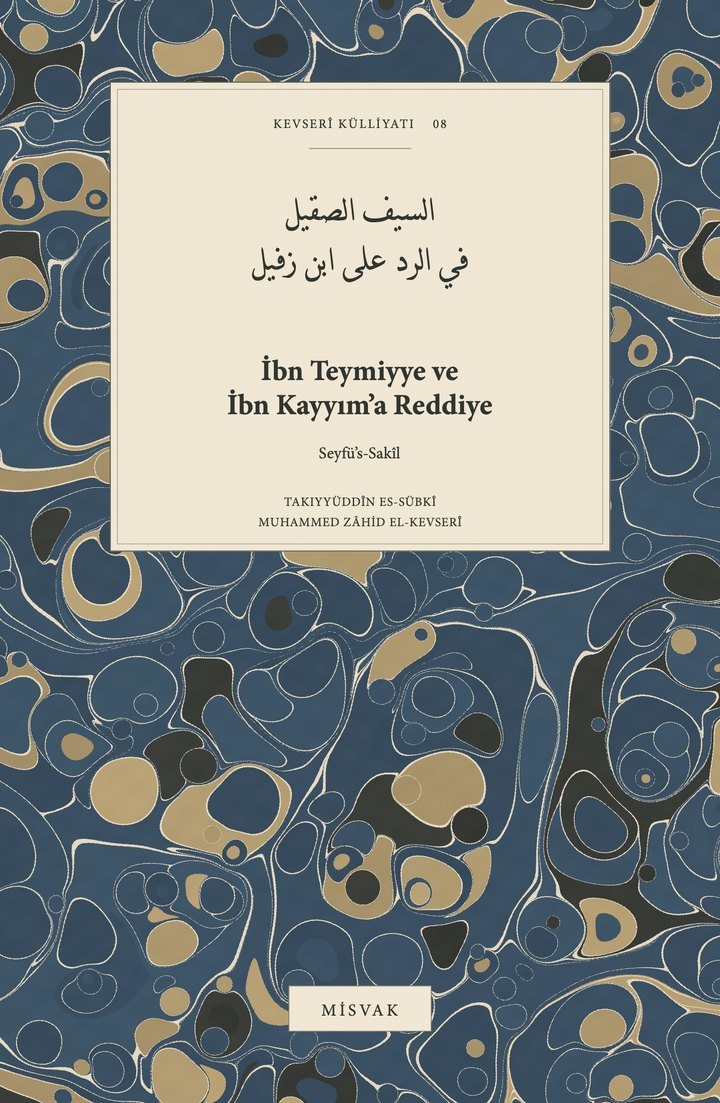 KEVSERÎ KÜLLİYATI 08
السيف الصقيل
في الرد على ابن زفيل
İbn Teymiyye ve
İbn Kayyım’a Reddiye
Seyfü’s-Sakîl
TAKIYYÜDDÎN ES-SÜBKÎ
MUHAMMED ZÂHİD EL-KEVSERÎ
MİSVAK